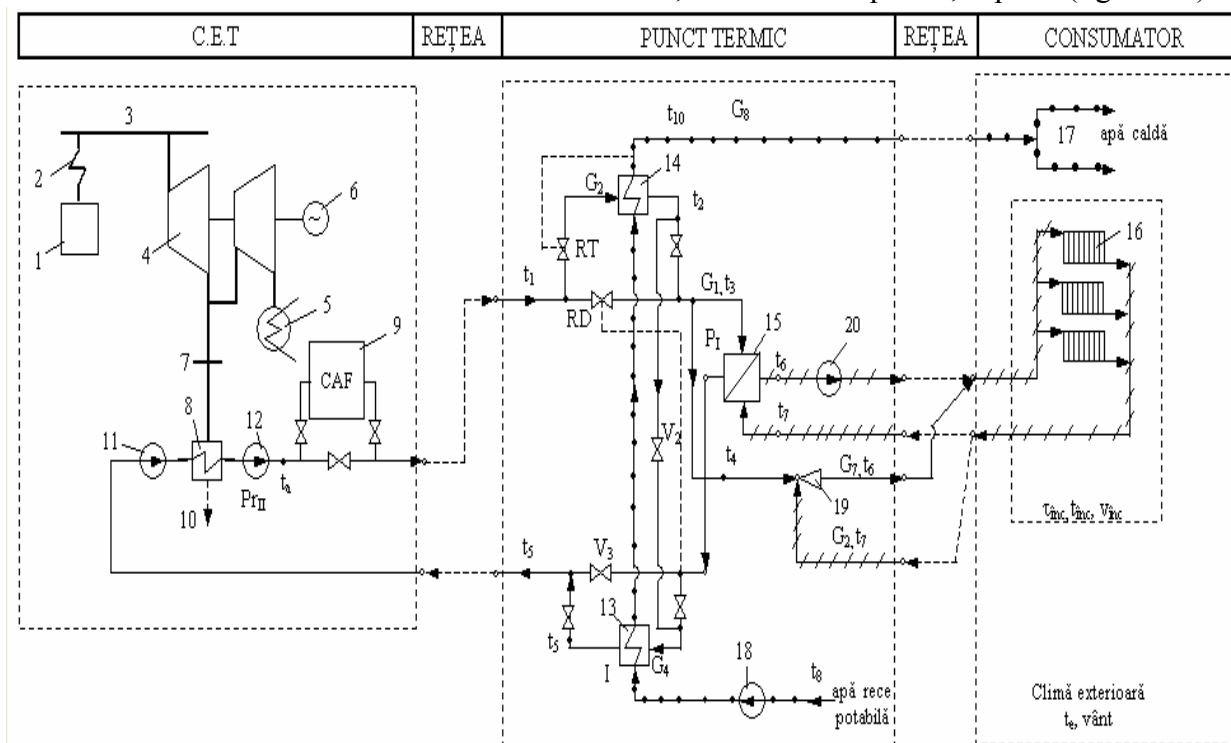 C.E.T
REȚEA
PUNCT TERMIC
REȚEA
CONSUMATOR
3
2
1
4
6
5
7
9
CAF
8
11
12
Pr_II
t_a
10
t_10
G_8
14
G_2
t_2
RT
t_1
RD
G_1, t_3
15
P_I
t_6
20
t_7
V_2
t_4
G_7, t_6
19
G_2, t_7
t_5
V_3
13
t_5
I
G_4
18
t_8
apă rece
potabilă
17
apă caldă
16
τ_înc, t_înc, v_înc
Climă exterioară
t_e, vânt